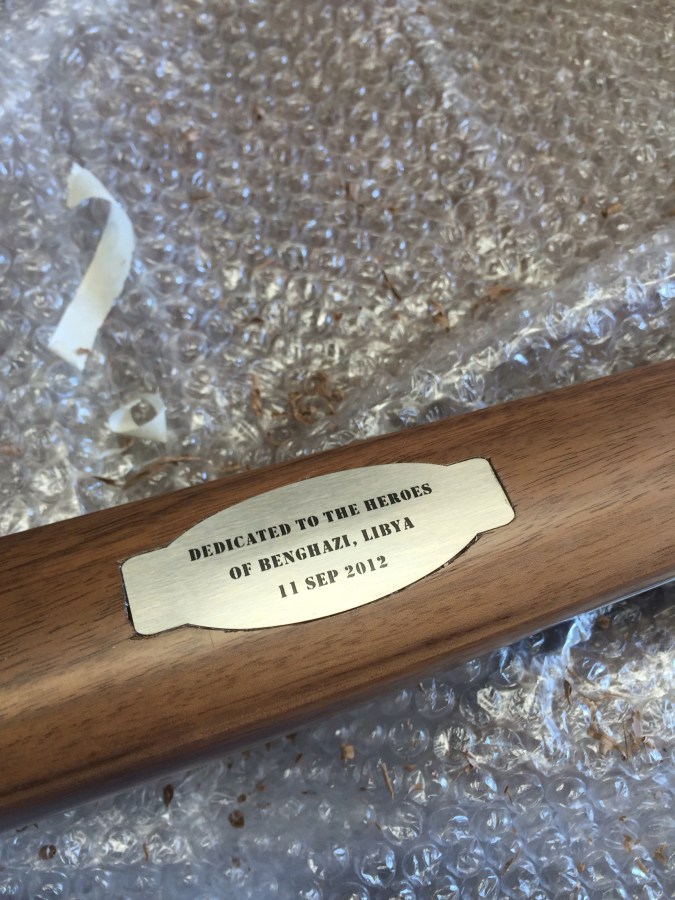 DEDICATED TO THE HEROES
OF BENGHAZI, LIBYA
11 SEP 2012